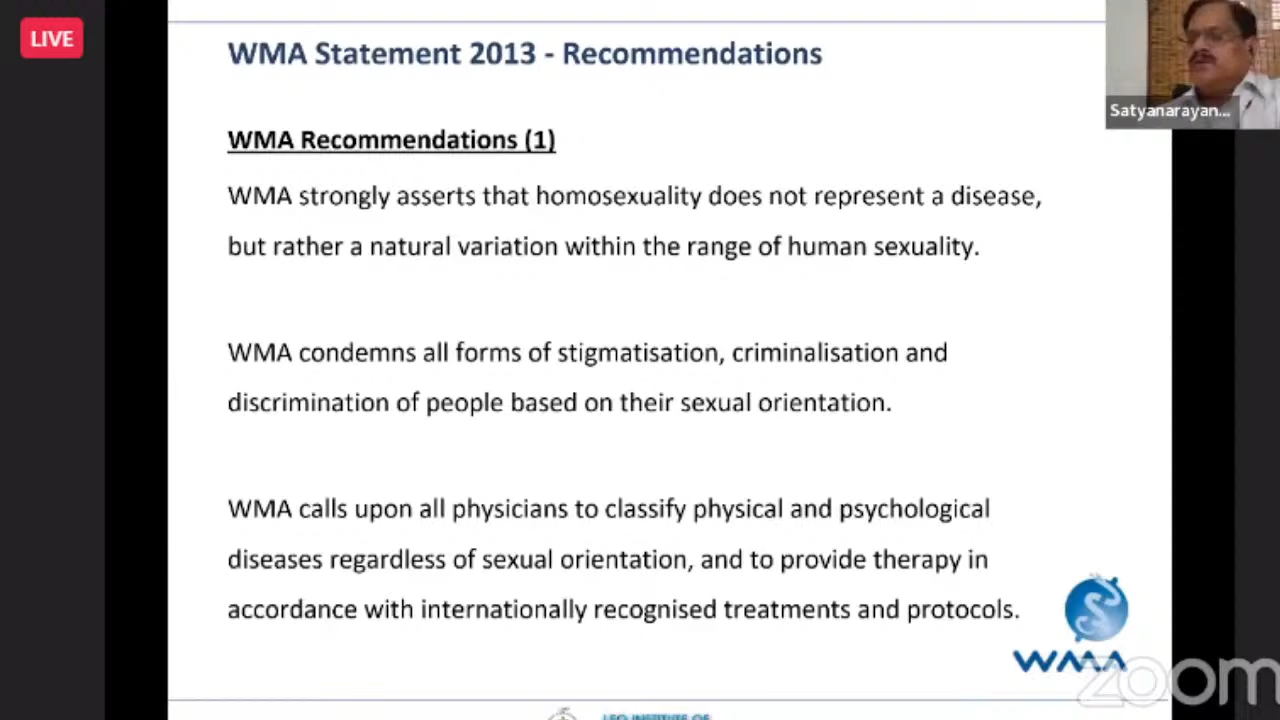 LIVE
WMA Statement 2013 - Recommendations
Satyanarayan...
WMA Recommendations (1)
WMA strongly asserts that homosexuality does not represent a disease,
but rather a natural variation within the range of human sexuality.
WMA condemns all forms of stigmatisation, criminalisation and
discrimination of people based on their sexual orientation.
WMA calls upon all physicians to classify physical and psychological
diseases regardless of sexual orientation, and to provide therapy in
accordance with internationally recognised treatments and protocols.
WMA
zoom